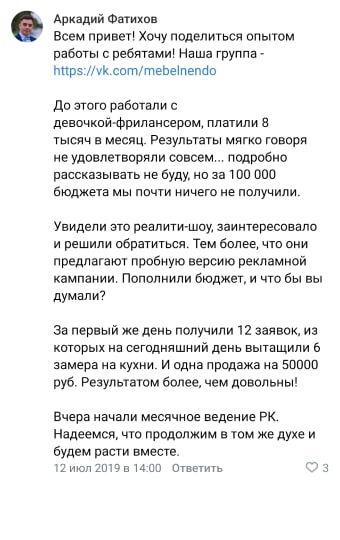 Аркадий Фатихов
Всем привет! Хочу поделиться опытом
работы с ребятами! Наша группа -
https://vk.com/mebelnendo
До этого работали с
девочкой-фрилансером, платили 8
тысяч в месяц. Результаты мягко говоря
не удовлетворяли совсем... подробно
рассказывать не буду, но за 100 000
бюджета мы почти ничего не получили.
Увидели это реалити-шоу, заинтересовало
и решили обратиться. Тем более, что они
предлагают пробную версию рекламной
кампании. Пополнили бюджет, и что бы вы
думали?
За первый же день получили 12 заявок, из
которых на сегодняшний день вытащили 6
замера на кухни. И одна продажа на 50000
руб. Результатом более, чем довольны!
Вчера начали месячное ведение РК.
Надеемся, что продолжим в том же духе и
будем расти вместе.
12 июл 2019 в 14:00 Ответить 3